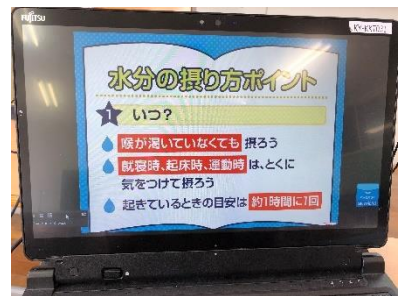 FUJITSU
水分の摂り方ポイント
1 いつ?
喉が渇いていなくても 摂ろう
就寝時、起床時、運動時 は、とくに
気をつけて摂ろう
起きているときの目安は 約1時間に1回